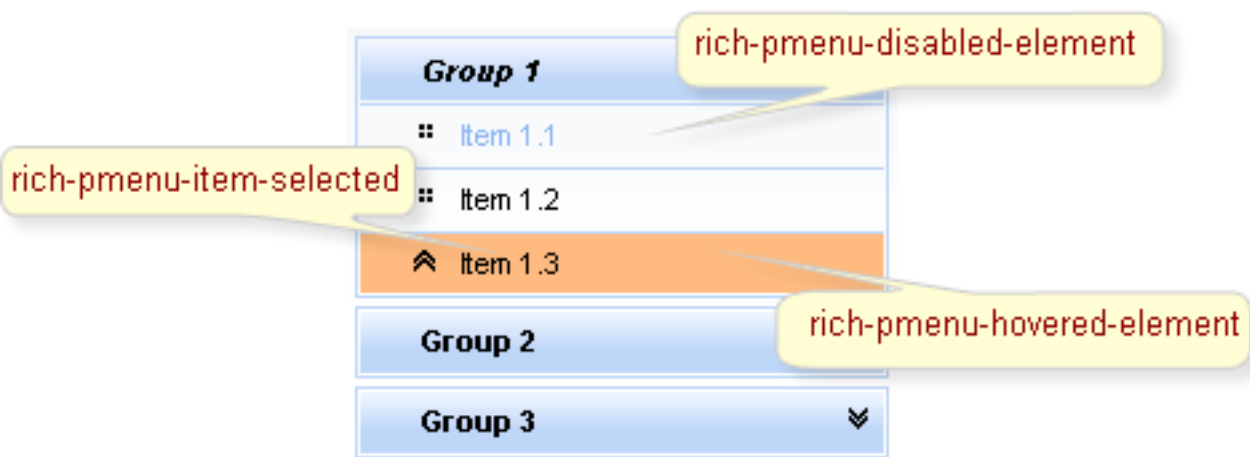 rich-pmenu-disabled-element
Group 1
Item 1.1
rich-pmenu-item-selected
Item 1.2
Item 1.3
rich-pmenu-hovered-element
Group 2
Group 3